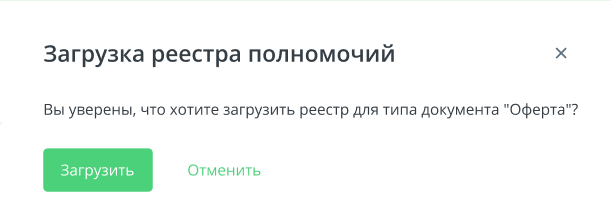 Загрузка реестра полномочий
Вы уверены, что хотите загрузить реестр для типа документа "Оферта"?
Загрузить Отменить